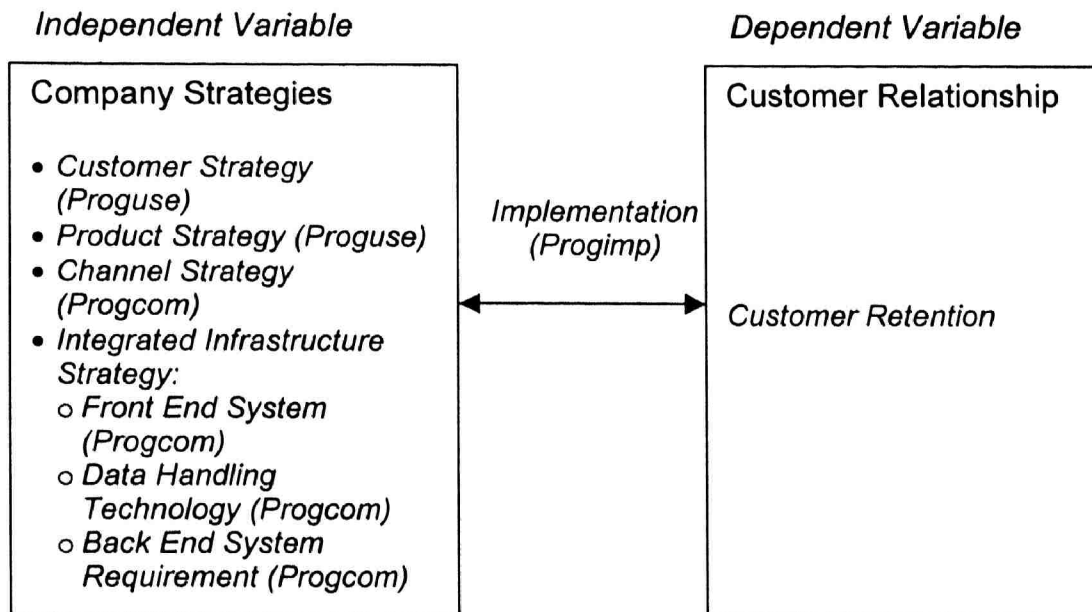 Independent Variable
Dependent Variable
Company Strategies
• Customer Strategy
(Proguse)
• Product Strategy (Proguse)
• Channel Strategy
(Progcom)
• Integrated Infrastructure
Strategy:
o Front End System
(Progcom)
o Data Handling
Technology (Progcom)
o Back End System
Requirement (Progcom)
Implementation
(Progimp)
Customer Relationship
Customer Retention